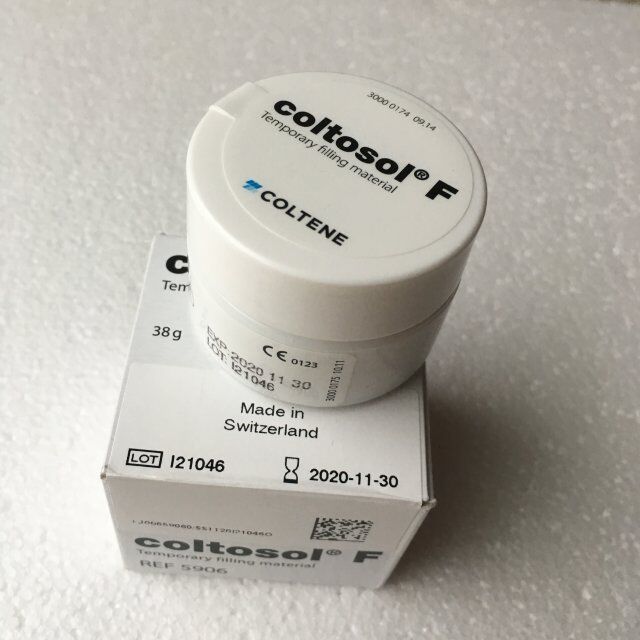 3000 0174 09.14
coltosol® F
Temporary filling material
COLTENE
EXP 2020 11 30
LOT I21046
CE 0123
3000 0175 10.11
38g
Made in
Switzerland
LOT I21046
2020-11-30
coltosol® F
Temporary filling material
REF 5906